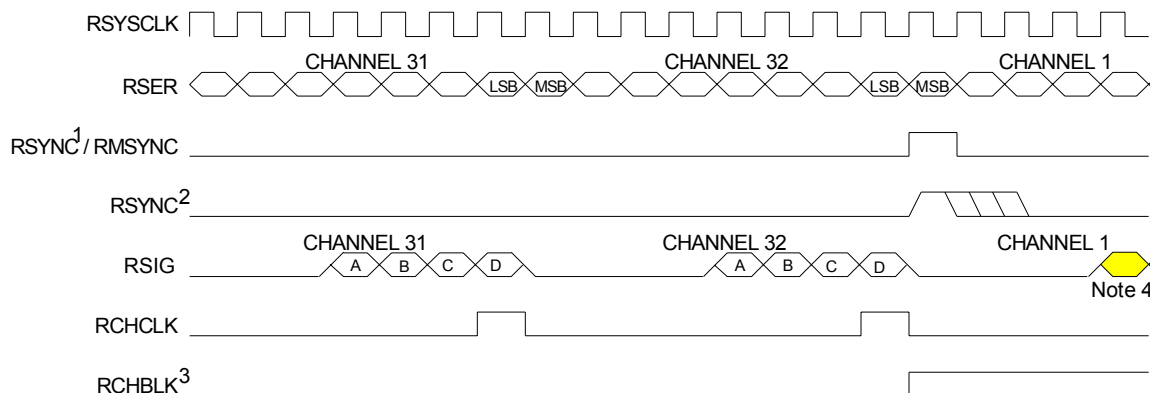 RSYSCLK
CHANNEL 31 CHANNEL 32 CHANNEL 1
RSER LSB MSB LSB MSB
RSYNC1 / RMSYNC
RSYNC2
CHANNEL 31 CHANNEL 32 CHANNEL 1
RSIG A B C D A B C D
Note 4
RCHCLK
RCHBLK3